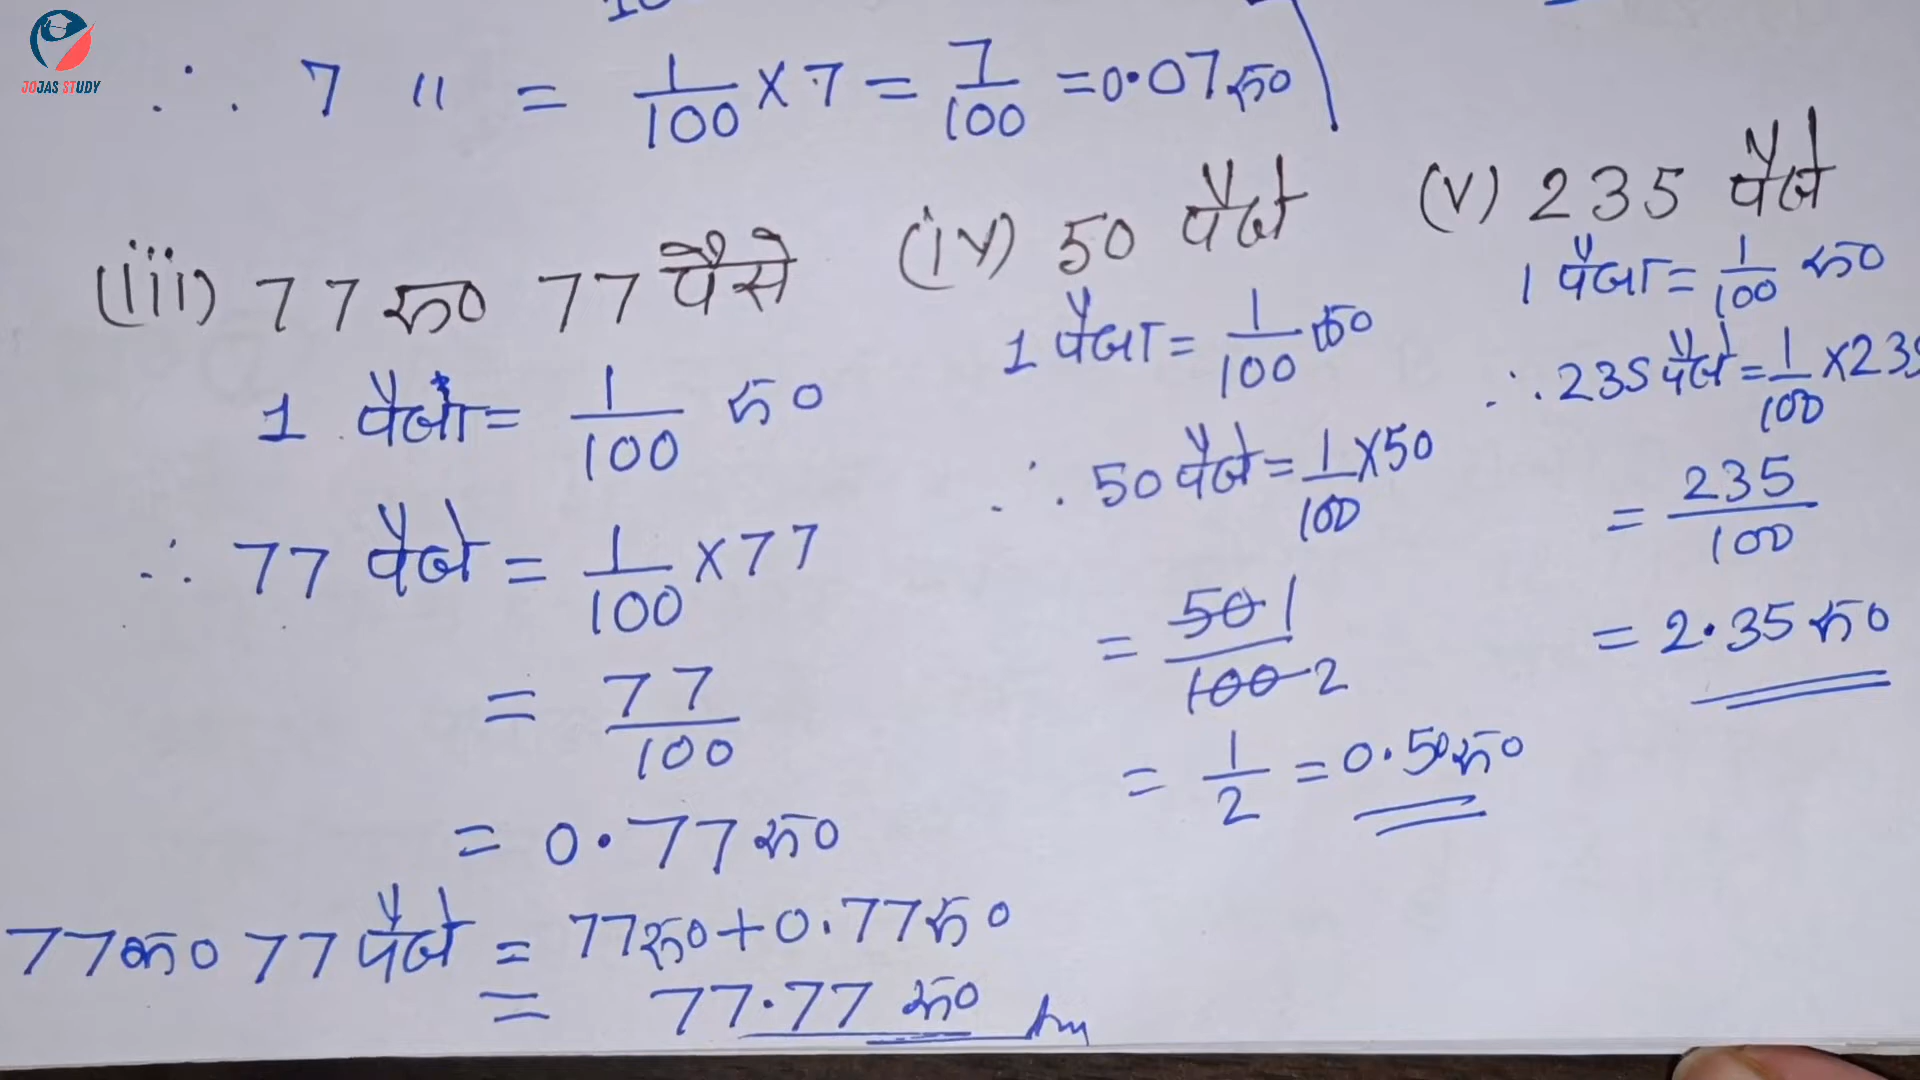 JOJAS STUDY
∴ 7 " = 1/100 × 7 = 7/100 = 0.07 रु०
(iii) 77 रु० 77 पैसे
1 पैसा = 1/100 रु०
∴ 77 पैसे = 1/100 × 77
= 77/100
= 0.77 रु०
77 रु० 77 पैसे = 77 रु० + 0.77 रु०
= 77.77 रु० Ans
(iv) 50 पैसे
1 पैसा = 1/100 रु०
∴ 50 पैसे = 1/100 × 50
= 50 1/100 2
= 1/2 = 0.50 रु०
(v) 235 पैसे
1 पैसा = 1/100 रु०
∴ 235 पैसे = 1/100 × 235
= 235/100
= 2.35 रु०